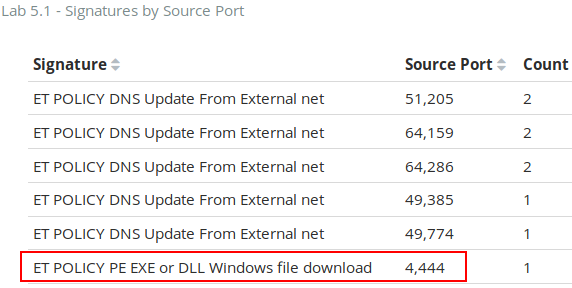 Lab 5.1 - Signatures by Source Port
Signature Source Port Count
ET POLICY DNS Update From External net 51,205 2
ET POLICY DNS Update From External net 64,159 2
ET POLICY DNS Update From External net 64,286 2
ET POLICY DNS Update From External net 49,385 1
ET POLICY DNS Update From External net 49,774 1
ET POLICY PE EXE or DLL Windows file download 4,444 1